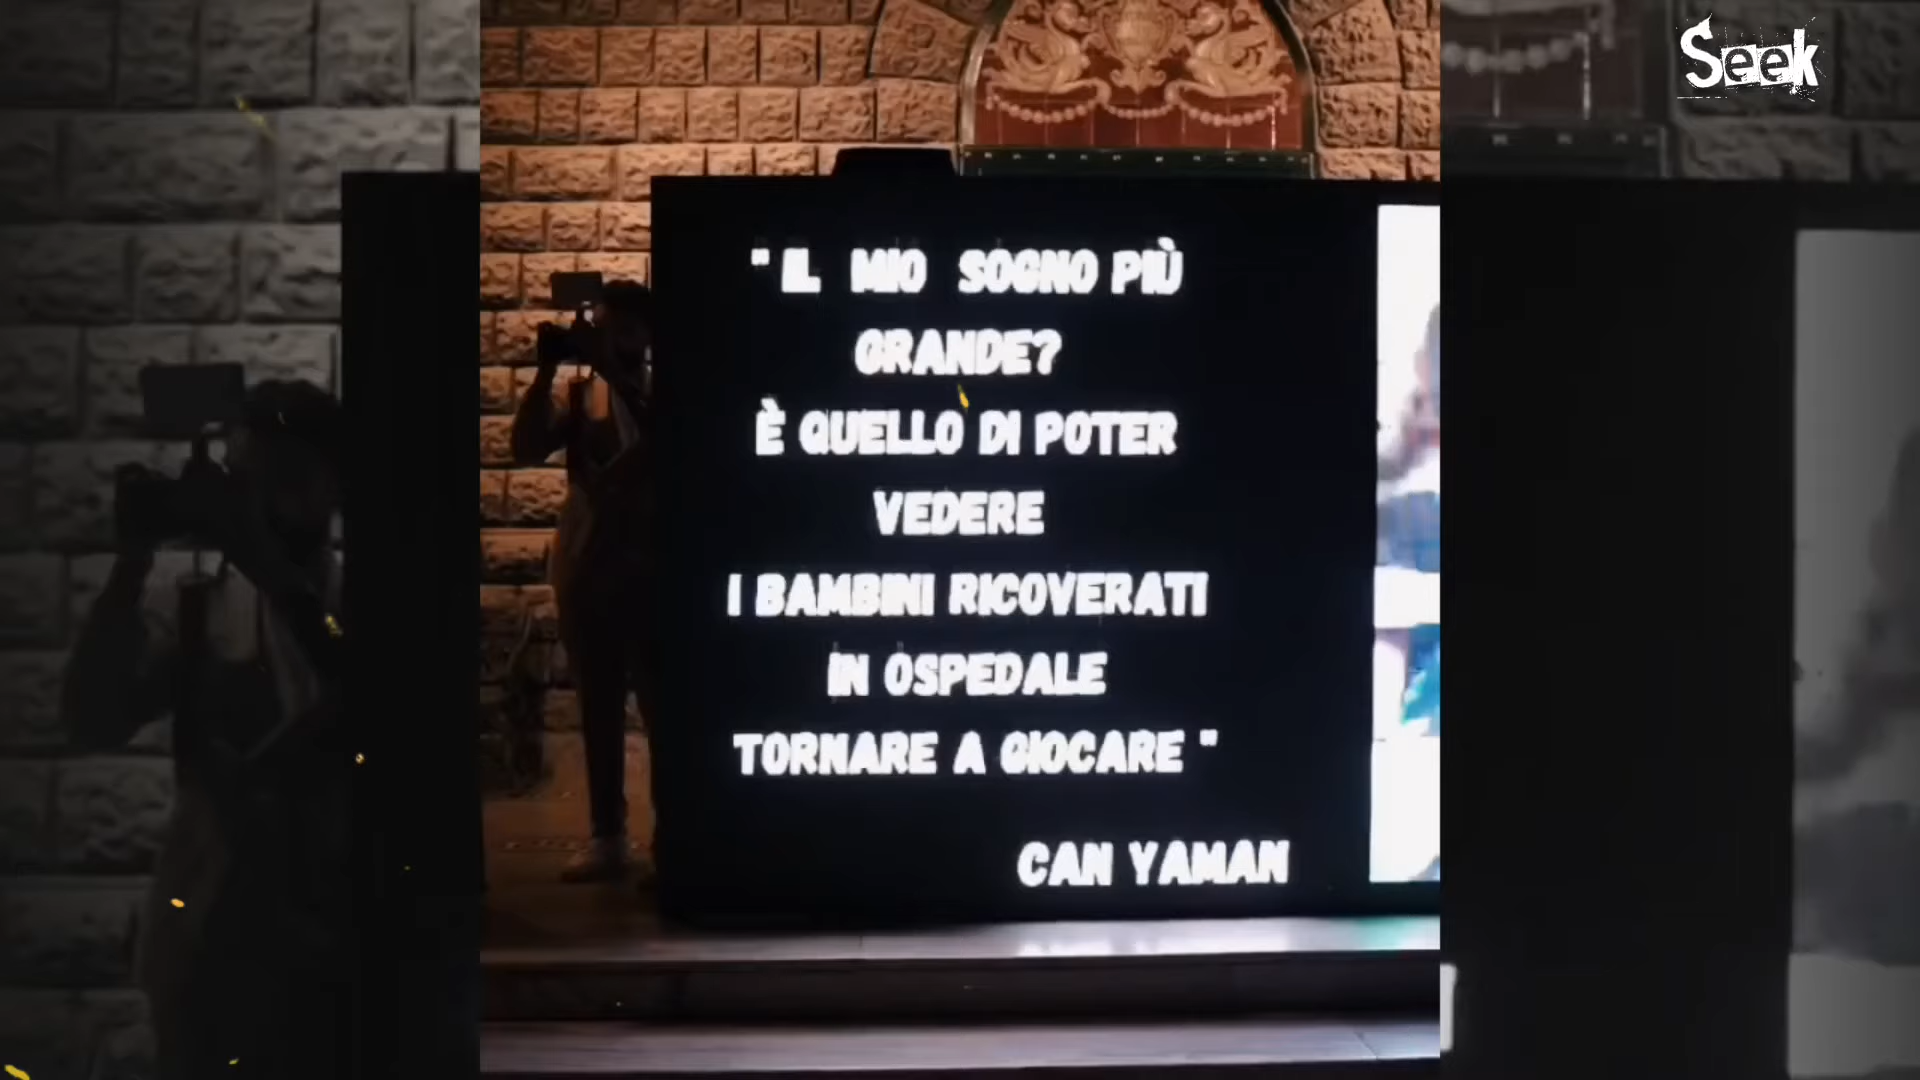 Seek
" IL MIO SOGNO PIÙ
GRANDE?
È QUELLO DI POTER
VEDERE
I BAMBINI RICOVERATI
IN OSPEDALE
TORNARE A GIOCARE "
CAN YAMAN